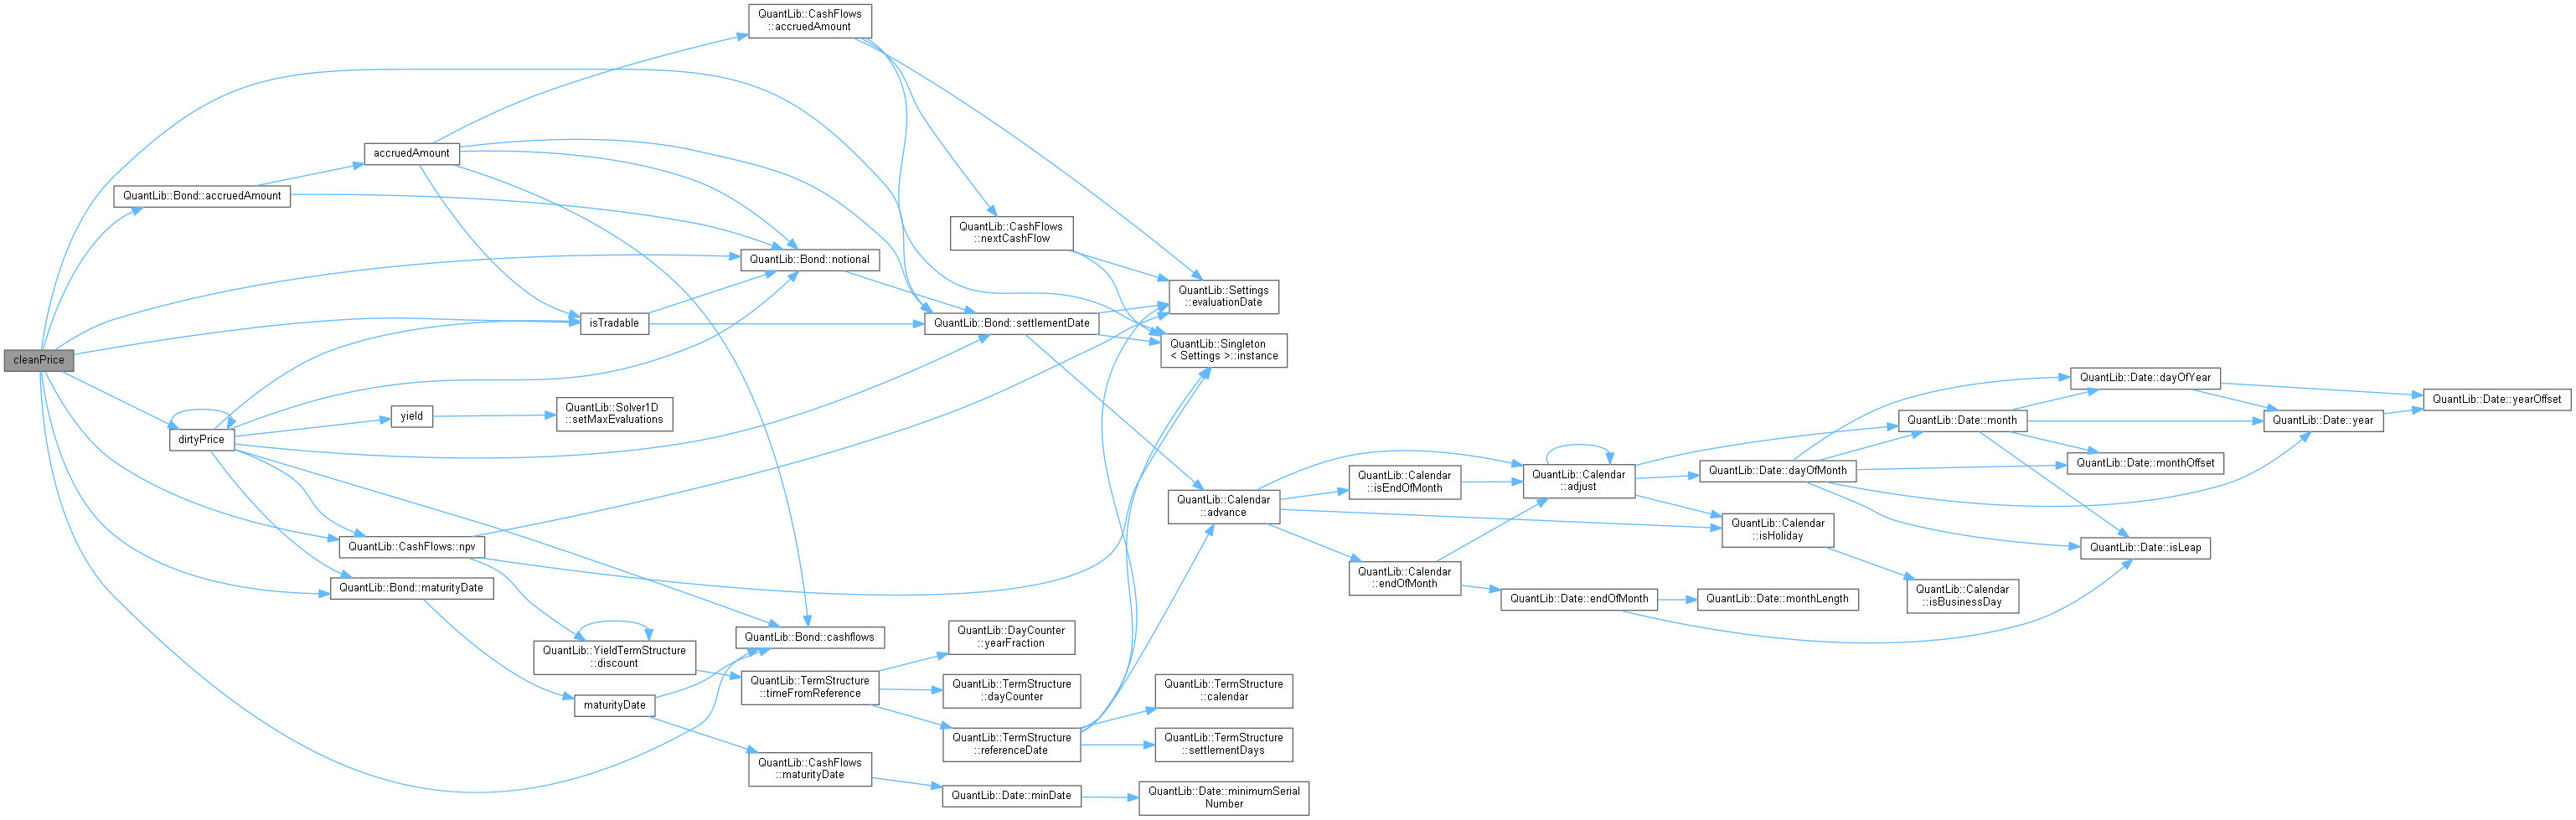 cleanPrice
QuantLib::Bond::accruedAmount
accruedAmount
dirtyPrice
yield
QuantLib::CashFlows::npv
QuantLib::Bond::maturityDate
QuantLib::CashFlows
::accruedAmount
QuantLib::Bond::notional
isTradable
QuantLib::Solver1D
::setMaxEvaluations
QuantLib::YieldTermStructure
::discount
maturityDate
QuantLib::Bond::cashflows
QuantLib::TermStructure
::timeFromReference
QuantLib::CashFlows
::maturityDate
QuantLib::CashFlows
::nextCashFlow
QuantLib::Bond::settlementDate
QuantLib::DayCounter
::yearFraction
QuantLib::TermStructure
::dayCounter
QuantLib::TermStructure
::referenceDate
QuantLib::Date::minDate
QuantLib::Settings
::evaluationDate
QuantLib::Singleton
< Settings >::instance
QuantLib::Calendar
::advance
QuantLib::TermStructure
::calendar
QuantLib::TermStructure
::settlementDays
QuantLib::Date::minimumSerial
Number
QuantLib::Calendar
::isEndOfMonth
QuantLib::Calendar
::endOfMonth
QuantLib::Calendar
::adjust
QuantLib::Date::endOfMonth
QuantLib::Date::dayOfMonth
QuantLib::Calendar
::isHoliday
QuantLib::Date::monthLength
QuantLib::Date::month
QuantLib::Calendar
::isBusinessDay
QuantLib::Date::dayOfYear
QuantLib::Date::monthOffset
QuantLib::Date::isLeap
QuantLib::Date::year
QuantLib::Date::yearOffset